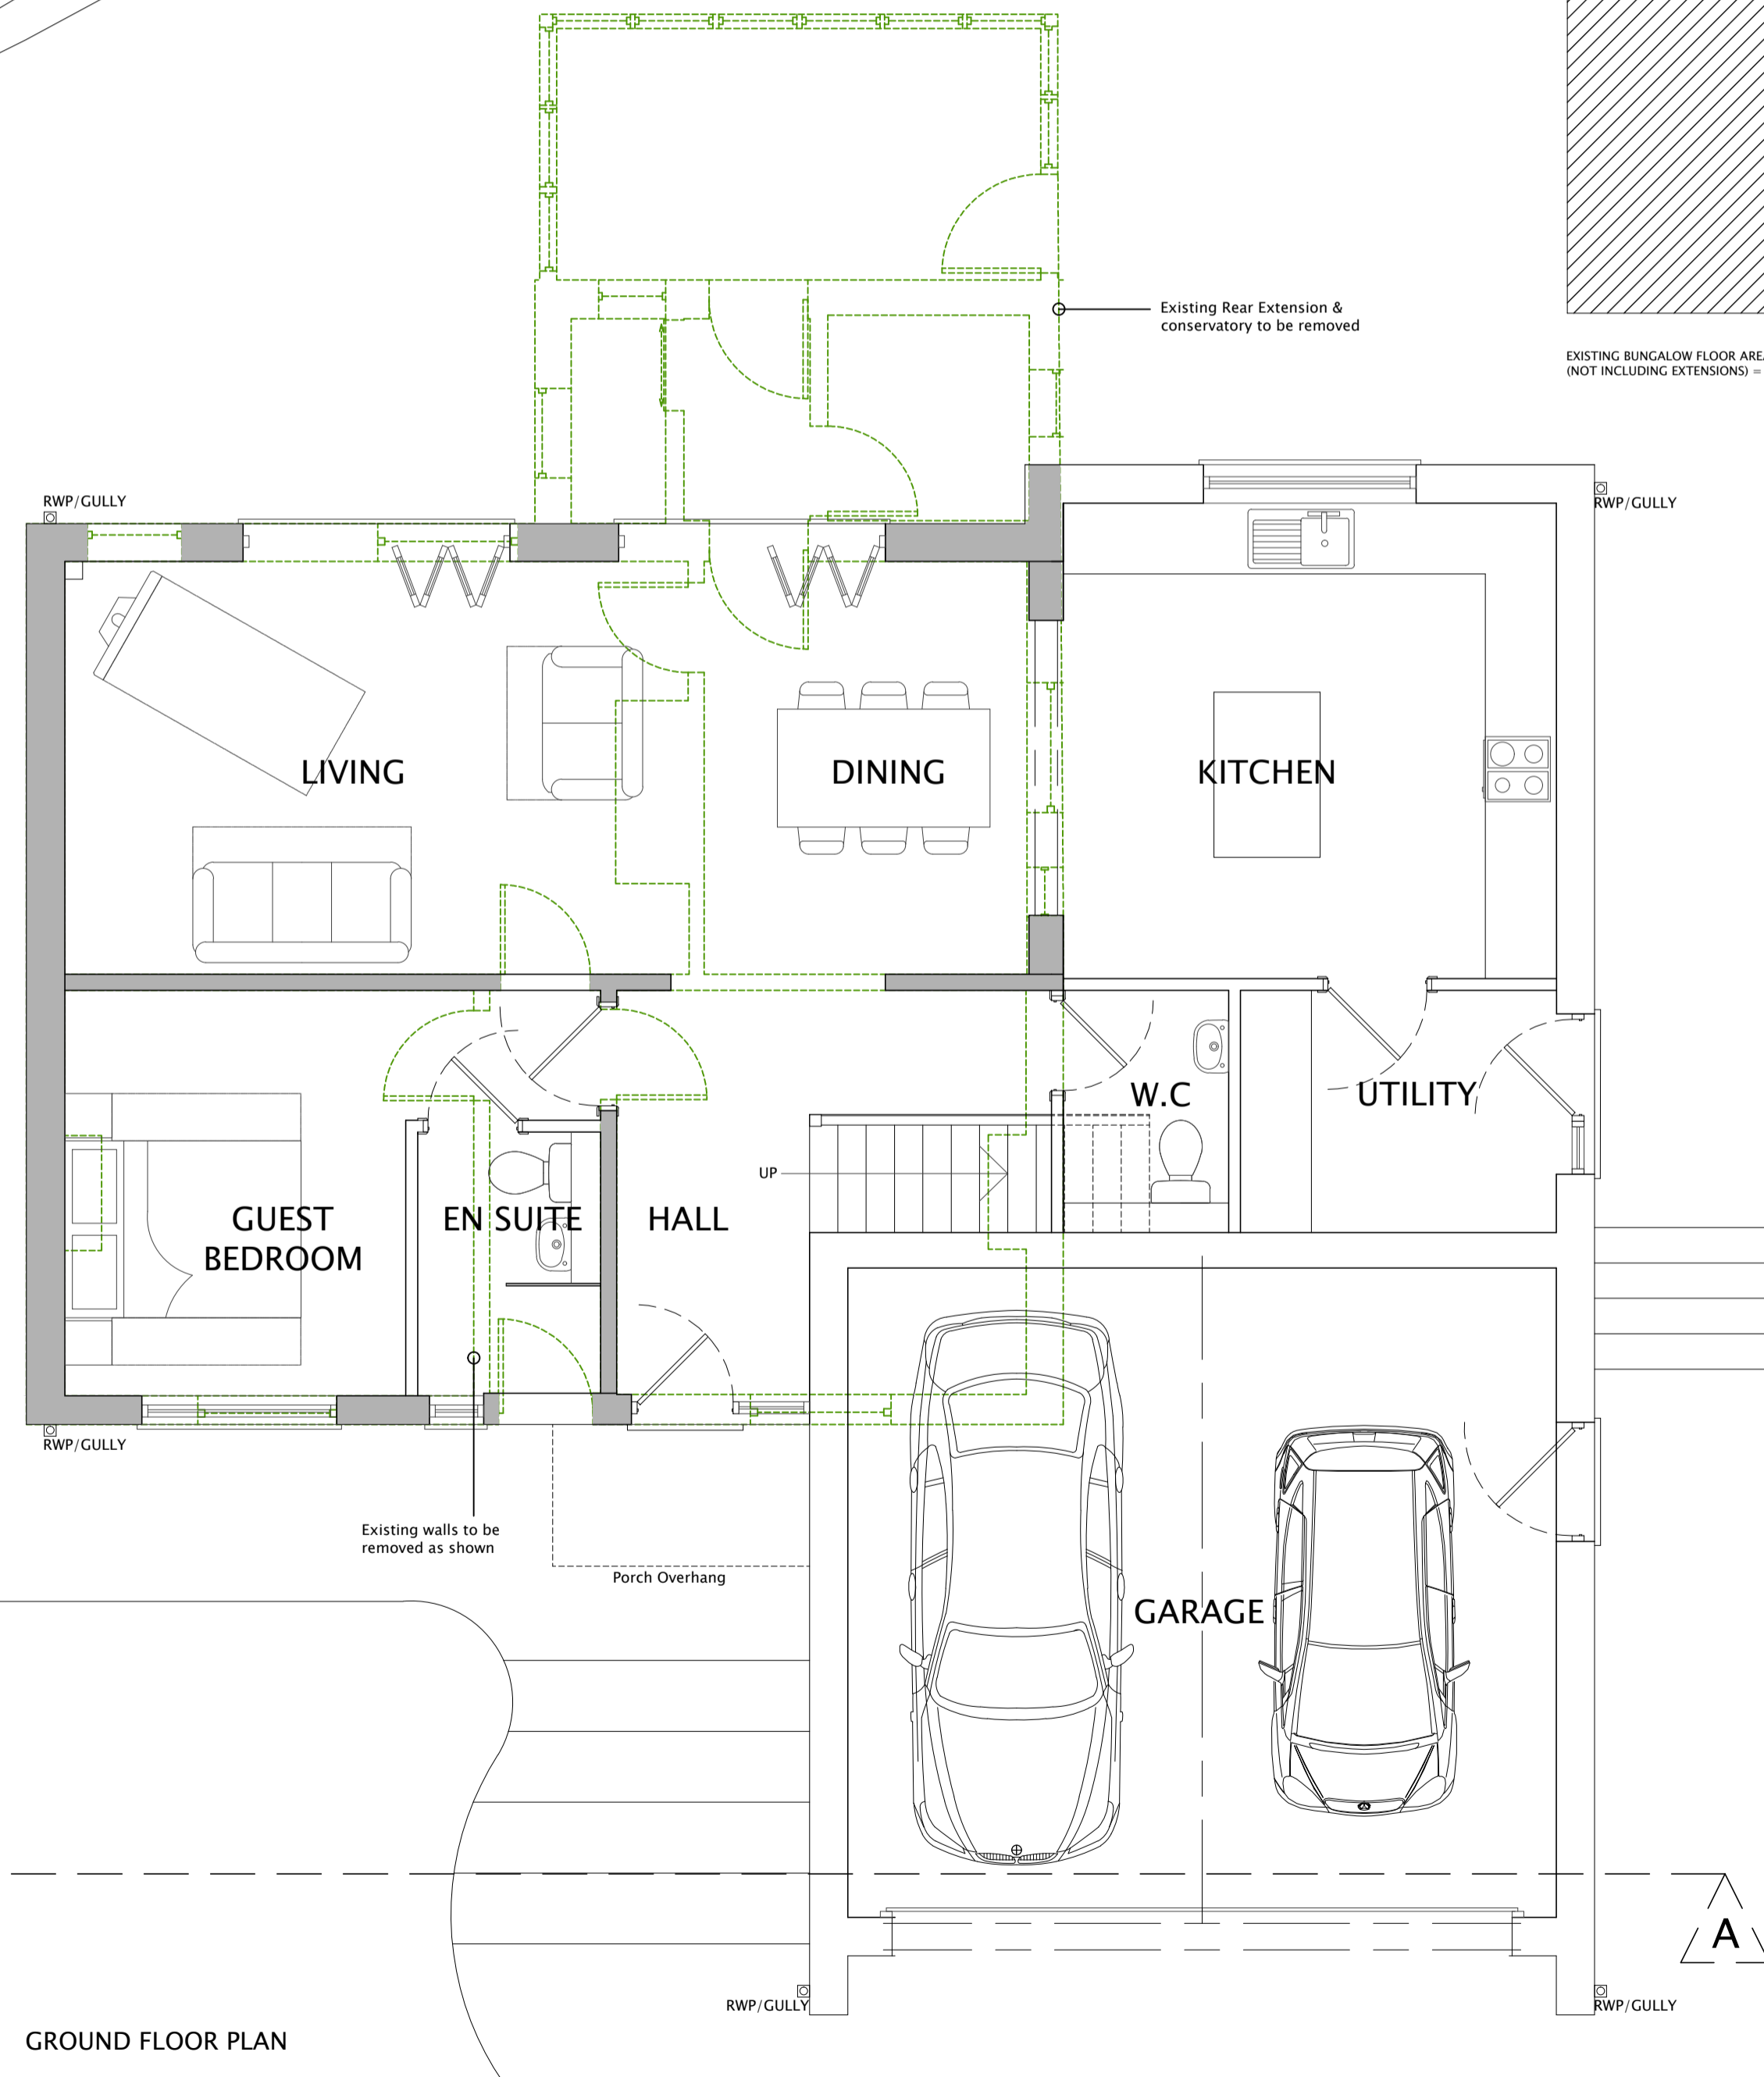 Existing Rear Extension &
conservatory to be removed
EXISTING BUNGALOW FLOOR
(NOT INCLUDING EXTENSIONS) =
RWP/GULLY
RWP/GULLY
LIVING
DINING
KITCHEN
W.C
UTILITY
UP
GUEST
BEDROOM
EN SUITE
HALL
RWP/GULLY
Existing walls to be
removed as shown
Porch Overhang
GARAGE
A
RWP/GULLY
RWP/GULLY
GROUND FLOOR PLAN